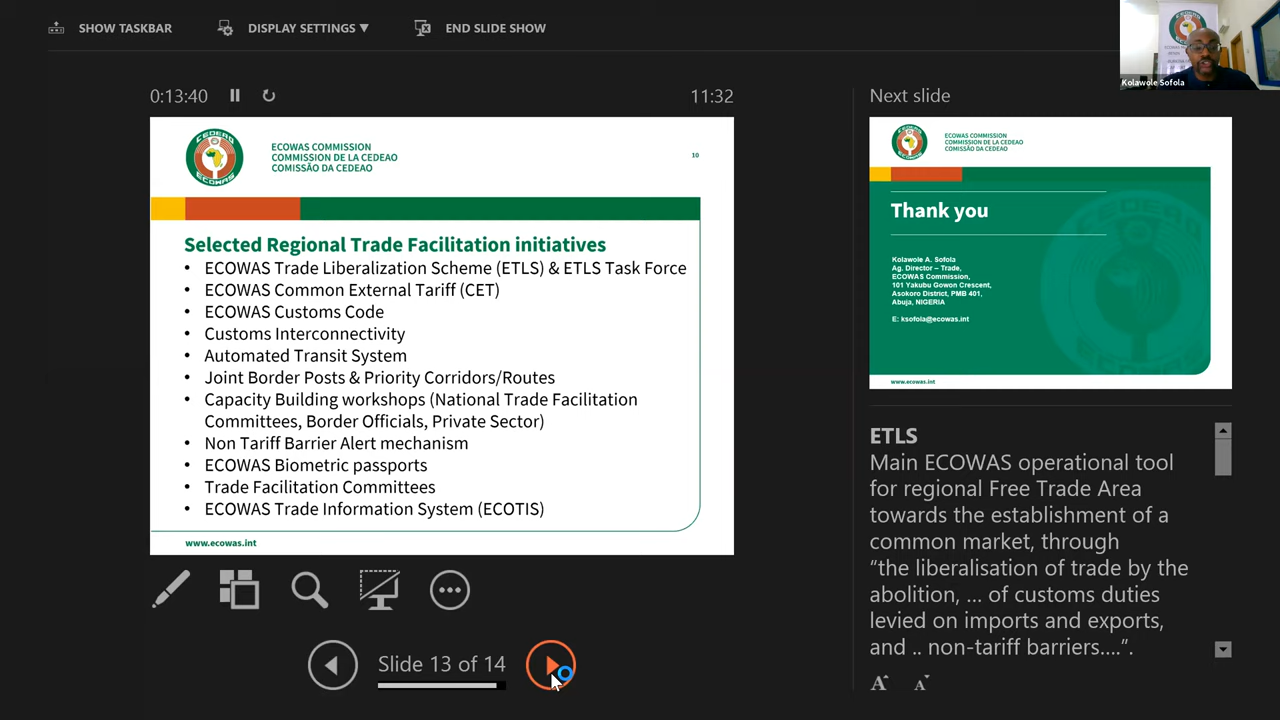 SHOW TASKBAR
DISPLAY SETTINGS ▼
END SLIDE SHOW
Kolawole Sofola
0:13:40
11:32
CEDEAO
ECOWAS
ECOWAS COMMISSION
COMMISSION DE LA CEDEAO
COMISSÃO DA CEDEAO
10
Selected Regional Trade Facilitation initiatives
• ECOWAS Trade Liberalization Scheme (ETLS) & ETLS Task Force
• ECOWAS Common External Tariff (CET)
• ECOWAS Customs Code
• Customs Interconnectivity
• Automated Transit System
• Joint Border Posts & Priority Corridors/Routes
• Capacity Building workshops (National Trade Facilitation
Committees, Border Officials, Private Sector)
• Non Tariff Barrier Alert mechanism
• ECOWAS Biometric passports
• Trade Facilitation Committees
• ECOWAS Trade Information System (ECOTIS)
www.ecowas.int
Slide 13 of 14
Next slide
ECOWAS COMMISSION
COMMISSION DE LA CEDEAO
COMISSÃO DA CEDEAO
Thank you
Kolawole A. Sofola
Ag. Director – Trade,
ECOWAS Commission,
101 Yakubu Gowon Crescent,
Asokoro District, PMB 401,
Abuja, NIGERIA
E: ksofola@ecowas.int
www.ecowas.int
ETLS
Main ECOWAS operational tool
for regional Free Trade Area
towards the establishment of a
common market, through
“the liberalisation of trade by the
abolition, ... of customs duties
levied on imports and exports,
and .. non-tariff barriers....”.
A A